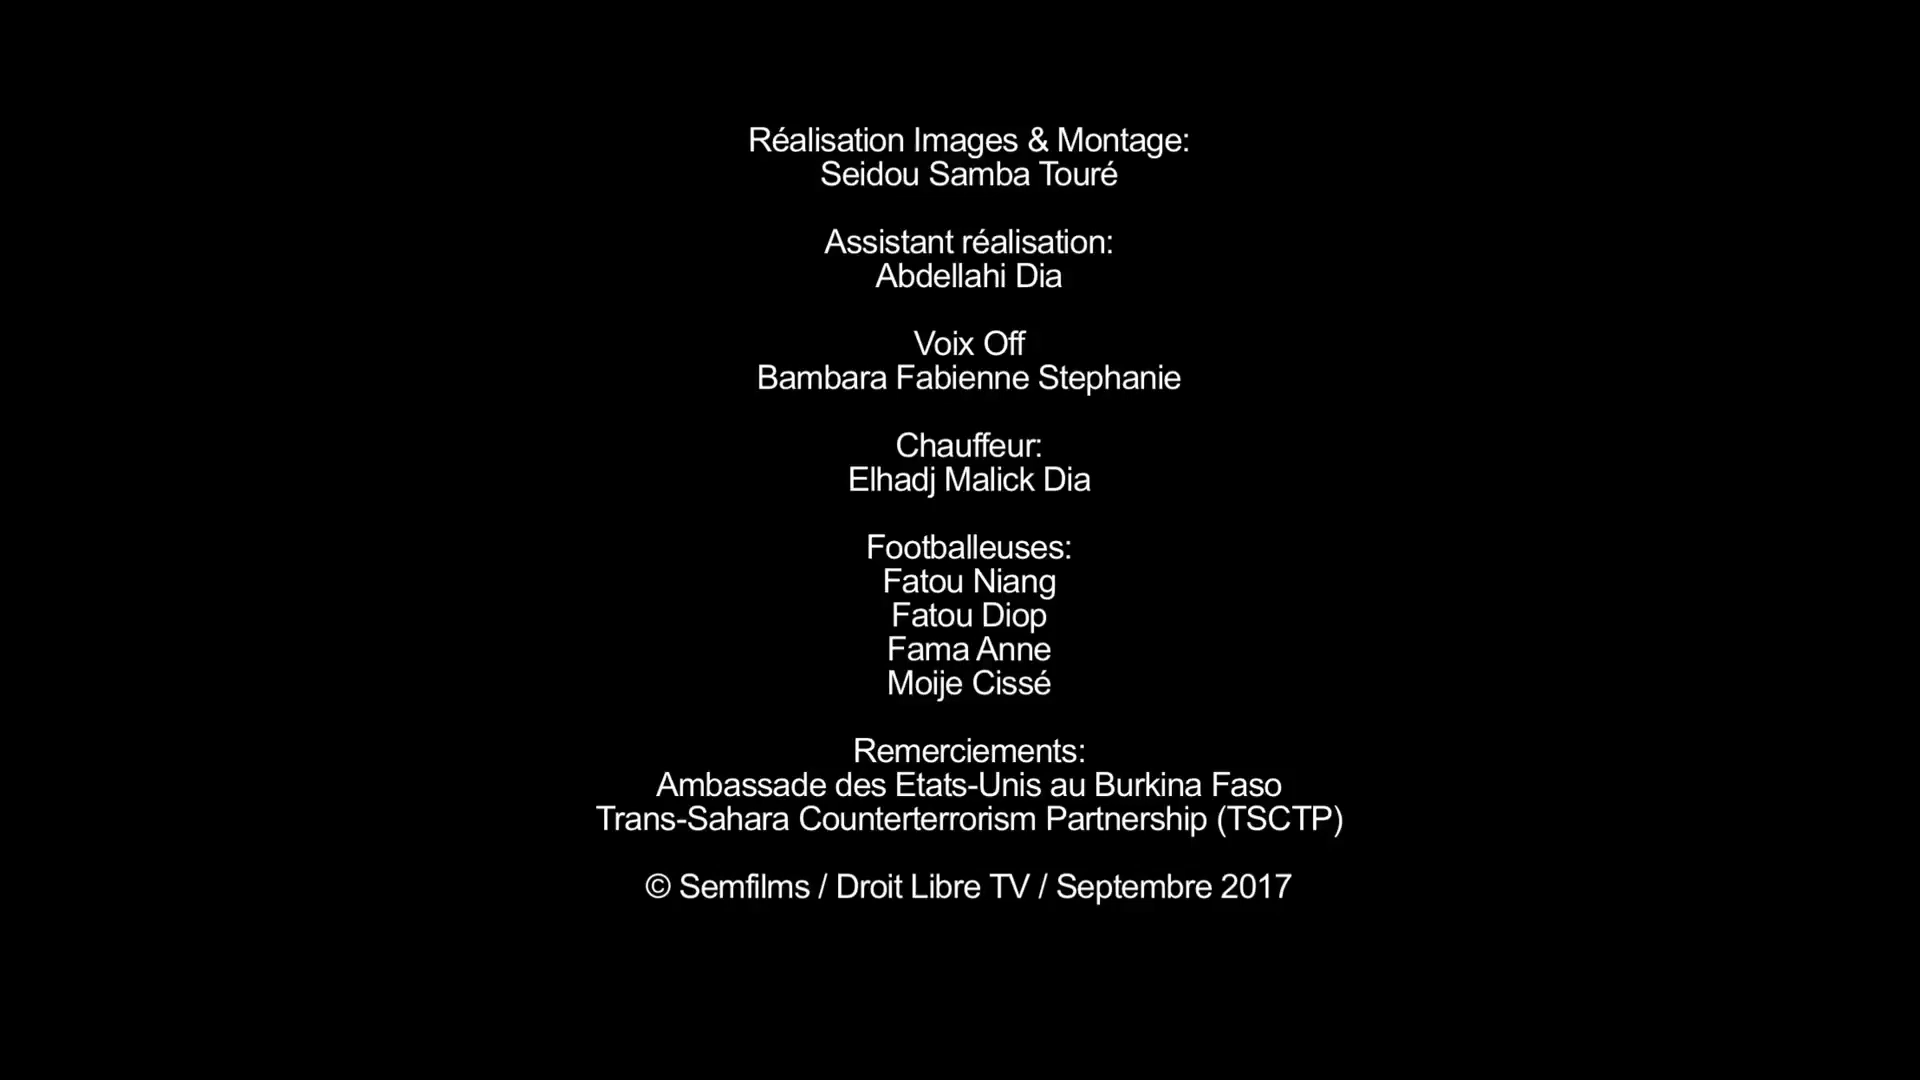 Réalisation Images & Montage:
Seidou Samba Touré
Assistant réalisation:
Abdellahi Dia
Voix Off
Bambara Fabienne Stephanie
Chauffeur:
Elhadj Malick Dia
Footballeuses:
Fatou Niang
Fatou Diop
Fama Anne
Moije Cissé
Remerciements:
Ambassade des Etats-Unis au Burkina Faso
Trans-Sahara Counterterrorism Partnership (TSCTP)
© Semfilms / Droit Libre TV / Septembre 2017